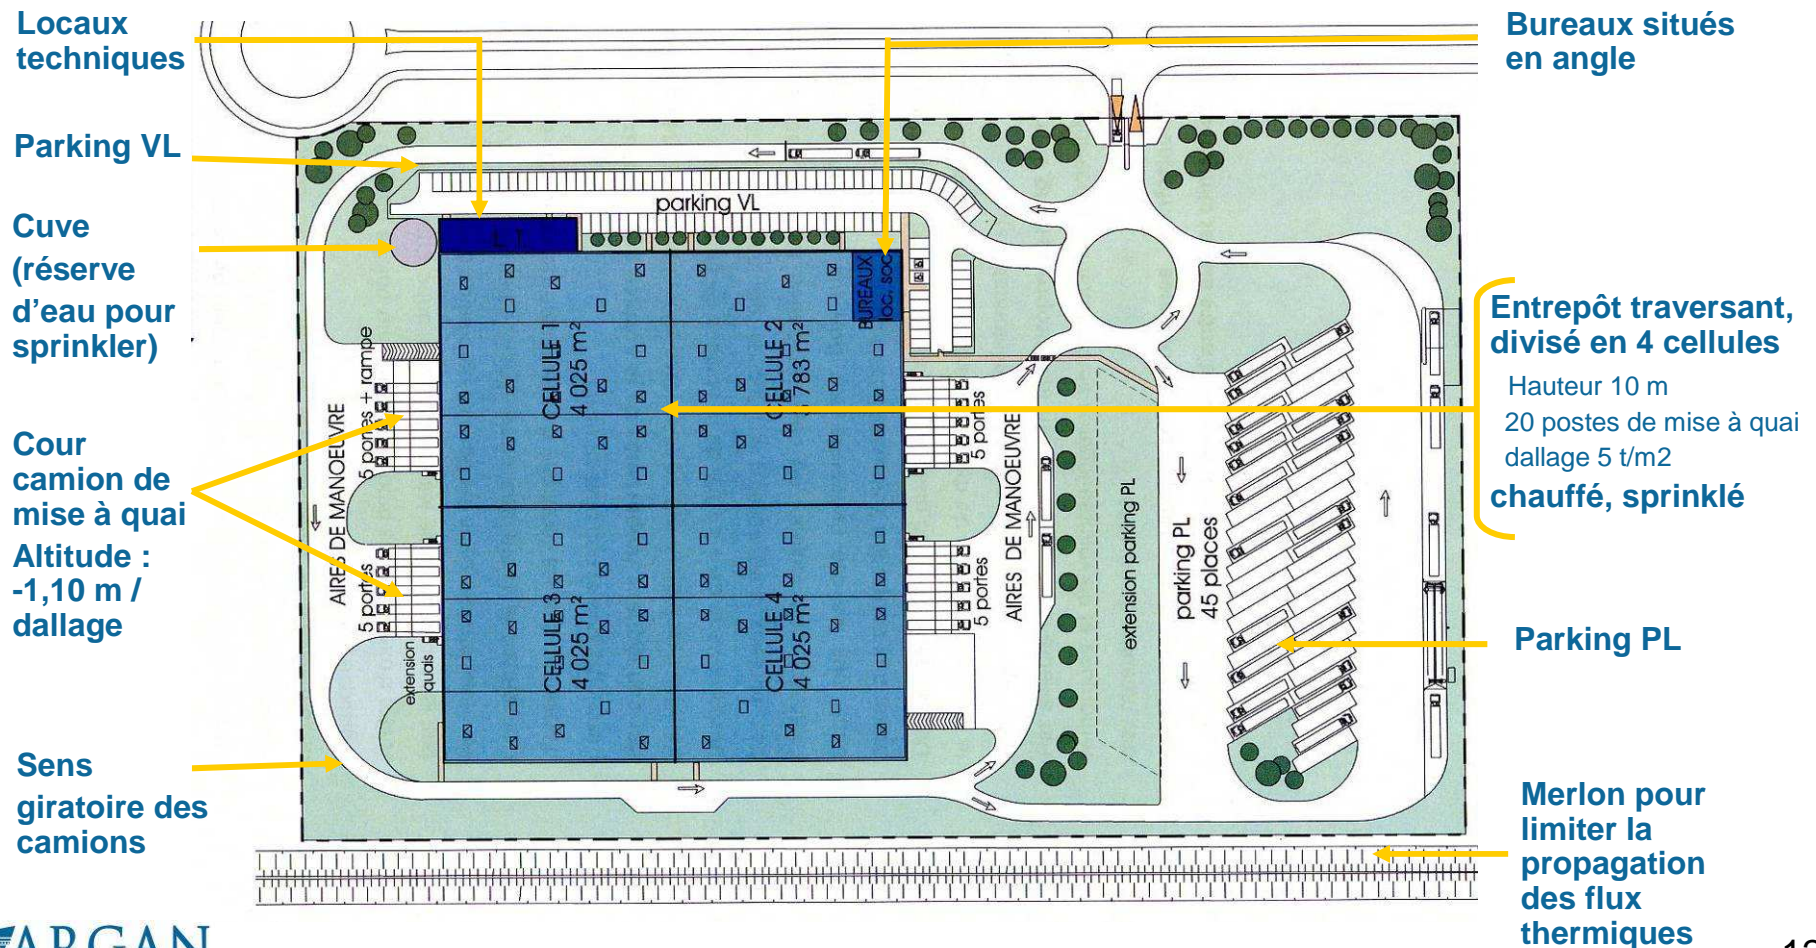 Locaux
techniques
Parking VL
Cuve
(réserve
d'eau pour
sprinkler)
Cour
camion de
mise à quai
Altitude :
-1,10 m /
dallage
Sens
giratoire des
camions
Bureaux situés
en angle
Entrepôt traversant,
divisé en 4 cellules
Hauteur 10 m
20 postes de mise à quai
dallage 5 t/m2
chauffé, sprinklé
Parking PL
Merlon pour
limiter la
propagation
des flux
thermiques
parking VL
BUREAUX
loc. soc
CELLULE 1
4 025 m²
CELLULE 2
783 m²
CELLULE 3
4 025 m²
CELLULE 4
4 025 m²
AIRES DE MANOEUVRE
5 portes + rampe
5 portes
extension
quais
5 portes
5 portes
AIRES DE MANOEUVRE
extension parking PL
parking PL
45 places
ARGAN